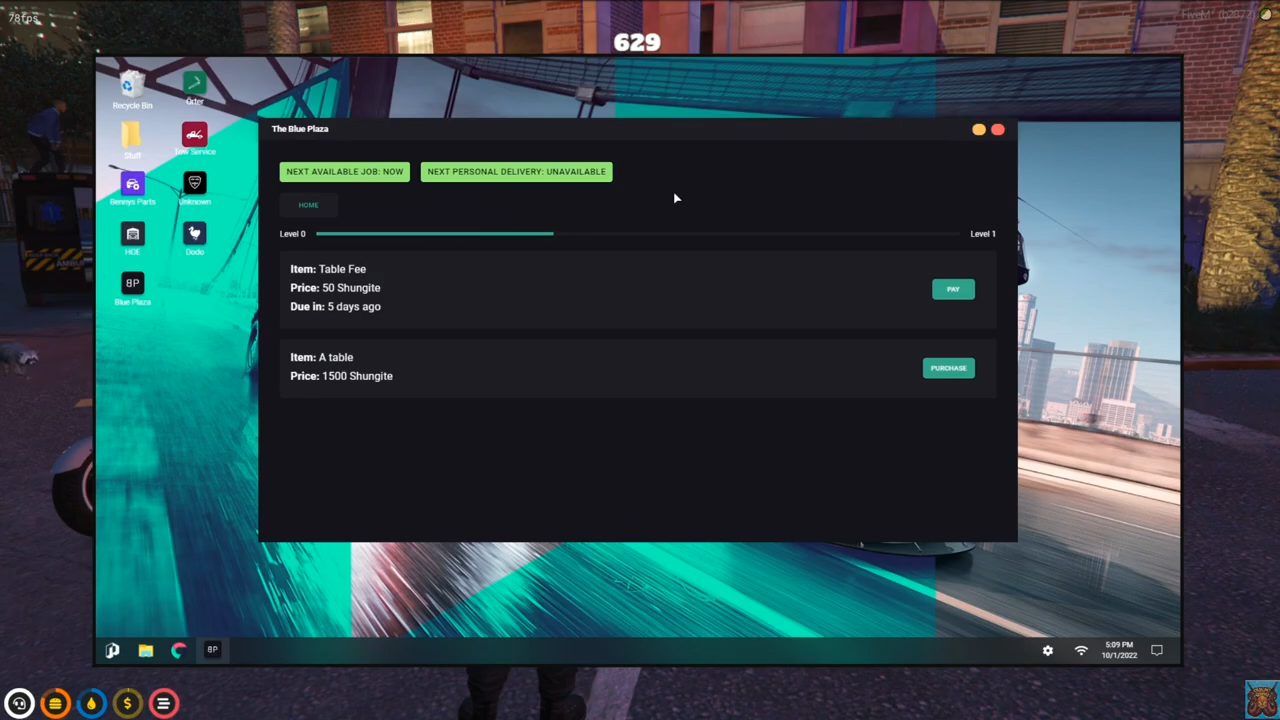 78fps
629
Recycle Bin
Grter
Stuff
Tow Service
Bennys Parts
Unknown
HOE
Dodo
BP
Blue Plaza
The Blue Plaza
NEXT AVAILABLE JOB: NOW
NEXT PERSONAL DELIVERY: UNAVAILABLE
HOME
Level 0
Level 1
Item: Table Fee
Price: 50 Shungite
Due in: 5 days ago
PAY
Item: A table
Price: 1500 Shungite
PURCHASE
BP
5:09 PM
10/1/2022